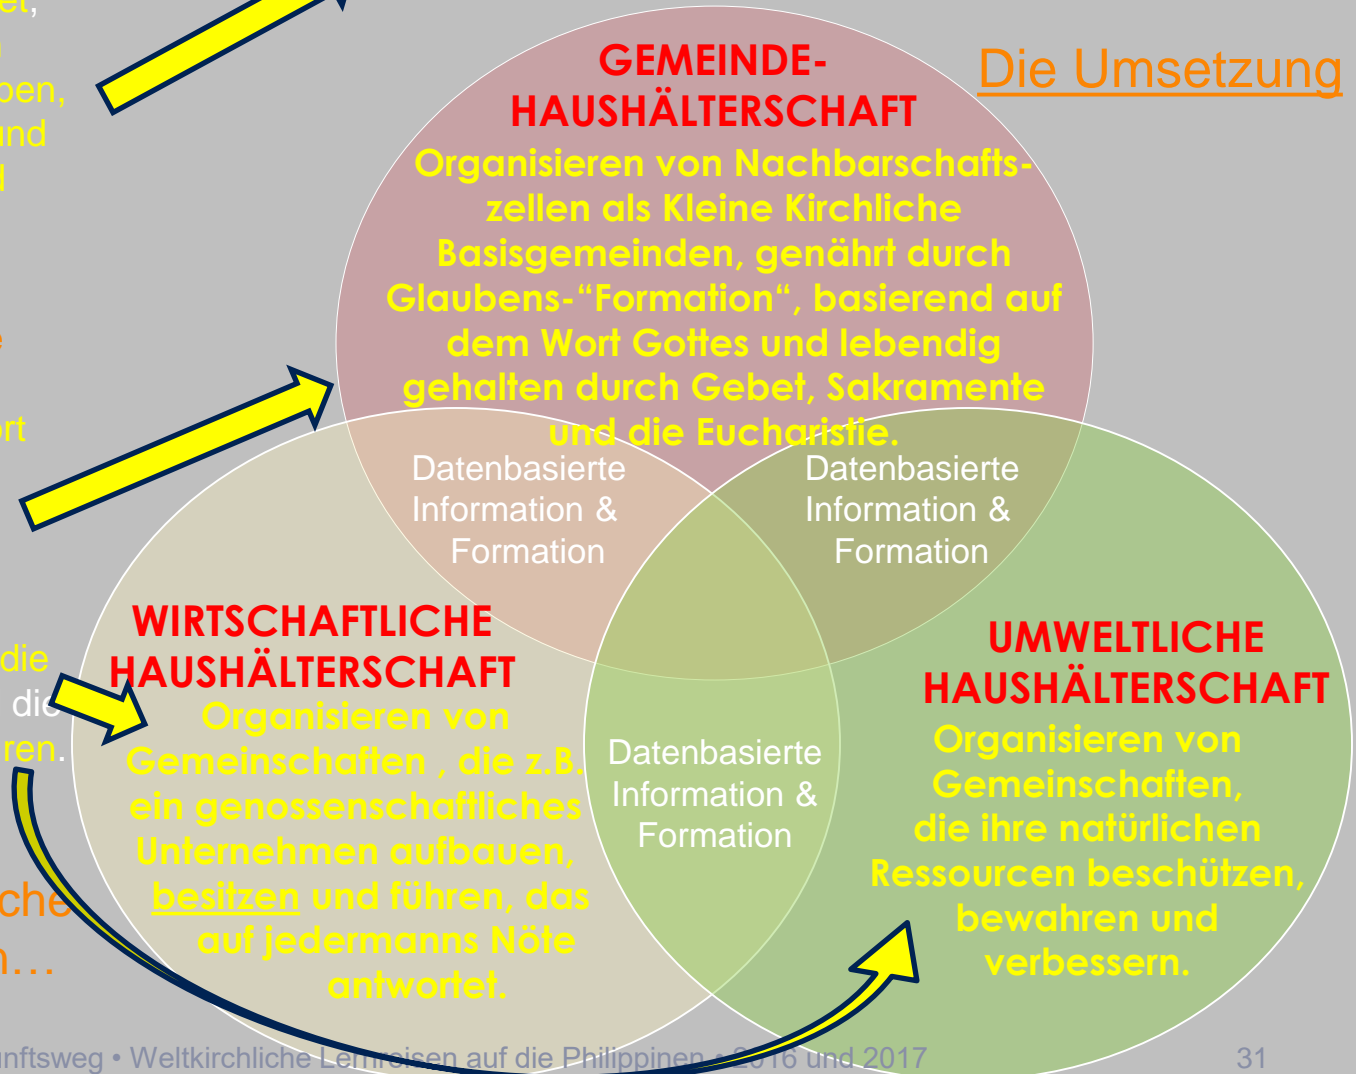 Die Umsetzung
GEMEINDE-
HAUSHÄLTERSCHAFT
Organisieren von Nachbarschafts-
zellen als Kleine Kirchliche
Basisgemeinden, genährt durch
Glaubens-“Formation“, basierend auf
dem Wort Gottes und lebendig
gehalten durch Gebet, Sakramente
und die Eucharistie.
Datenbasierte
Information &
Formation
Datenbasierte
Information &
Formation
WIRTSCHAFTLICHE
HAUSHÄLTERSCHAFT
Organisieren von
Gemeinschaften , die z.B.
ein genossenschaftliches
Unternehmen aufbauen,
besitzen und führen, das
auf jedermanns Nöte
antwortet.
Datenbasierte
Information &
Formation
UMWELTLICHE
HAUSHÄLTERSCHAFT
Organisieren von
Gemeinschaften,
die ihre natürlichen
Ressourcen beschützen,
bewahren und
verbessern.
die
die
nftsweg • Weltkirchliche Lernreisen auf die Philippinen • 2016 und 2017
31